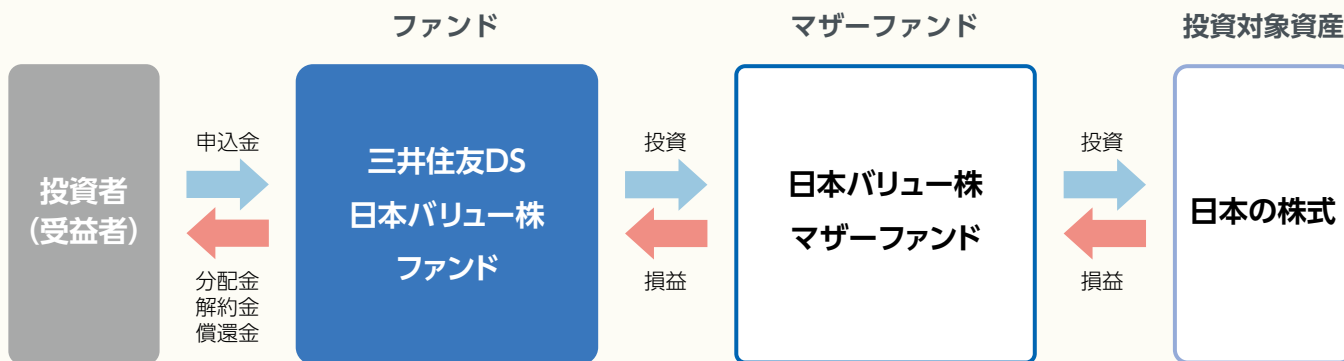 ファンド
マザーファンド
投資対象資産
投資者
(受益者)
申込金
分配金
解約金
償還金
三井住友DS
日本バリュー株
ファンド
投資
損益
日本バリュー株
マザーファンド
投資
損益
日本の株式